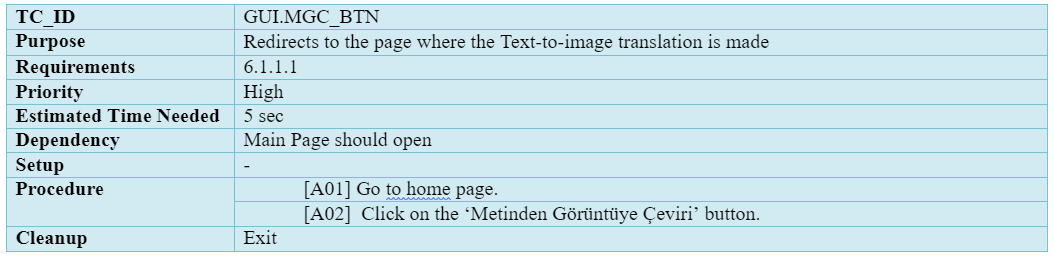 TC_ID GUI.MGC_BTN
Purpose Redirects to the page where the Text-to-image translation is made
Requirements 6.1.1.1
Priority High
Estimated Time Needed 5 sec
Dependency Main Page should open
Setup -
Procedure [A01] Go to home page.
[A02] Click on the ‘Metinden Görüntüye Çeviri’ button.
Cleanup Exit